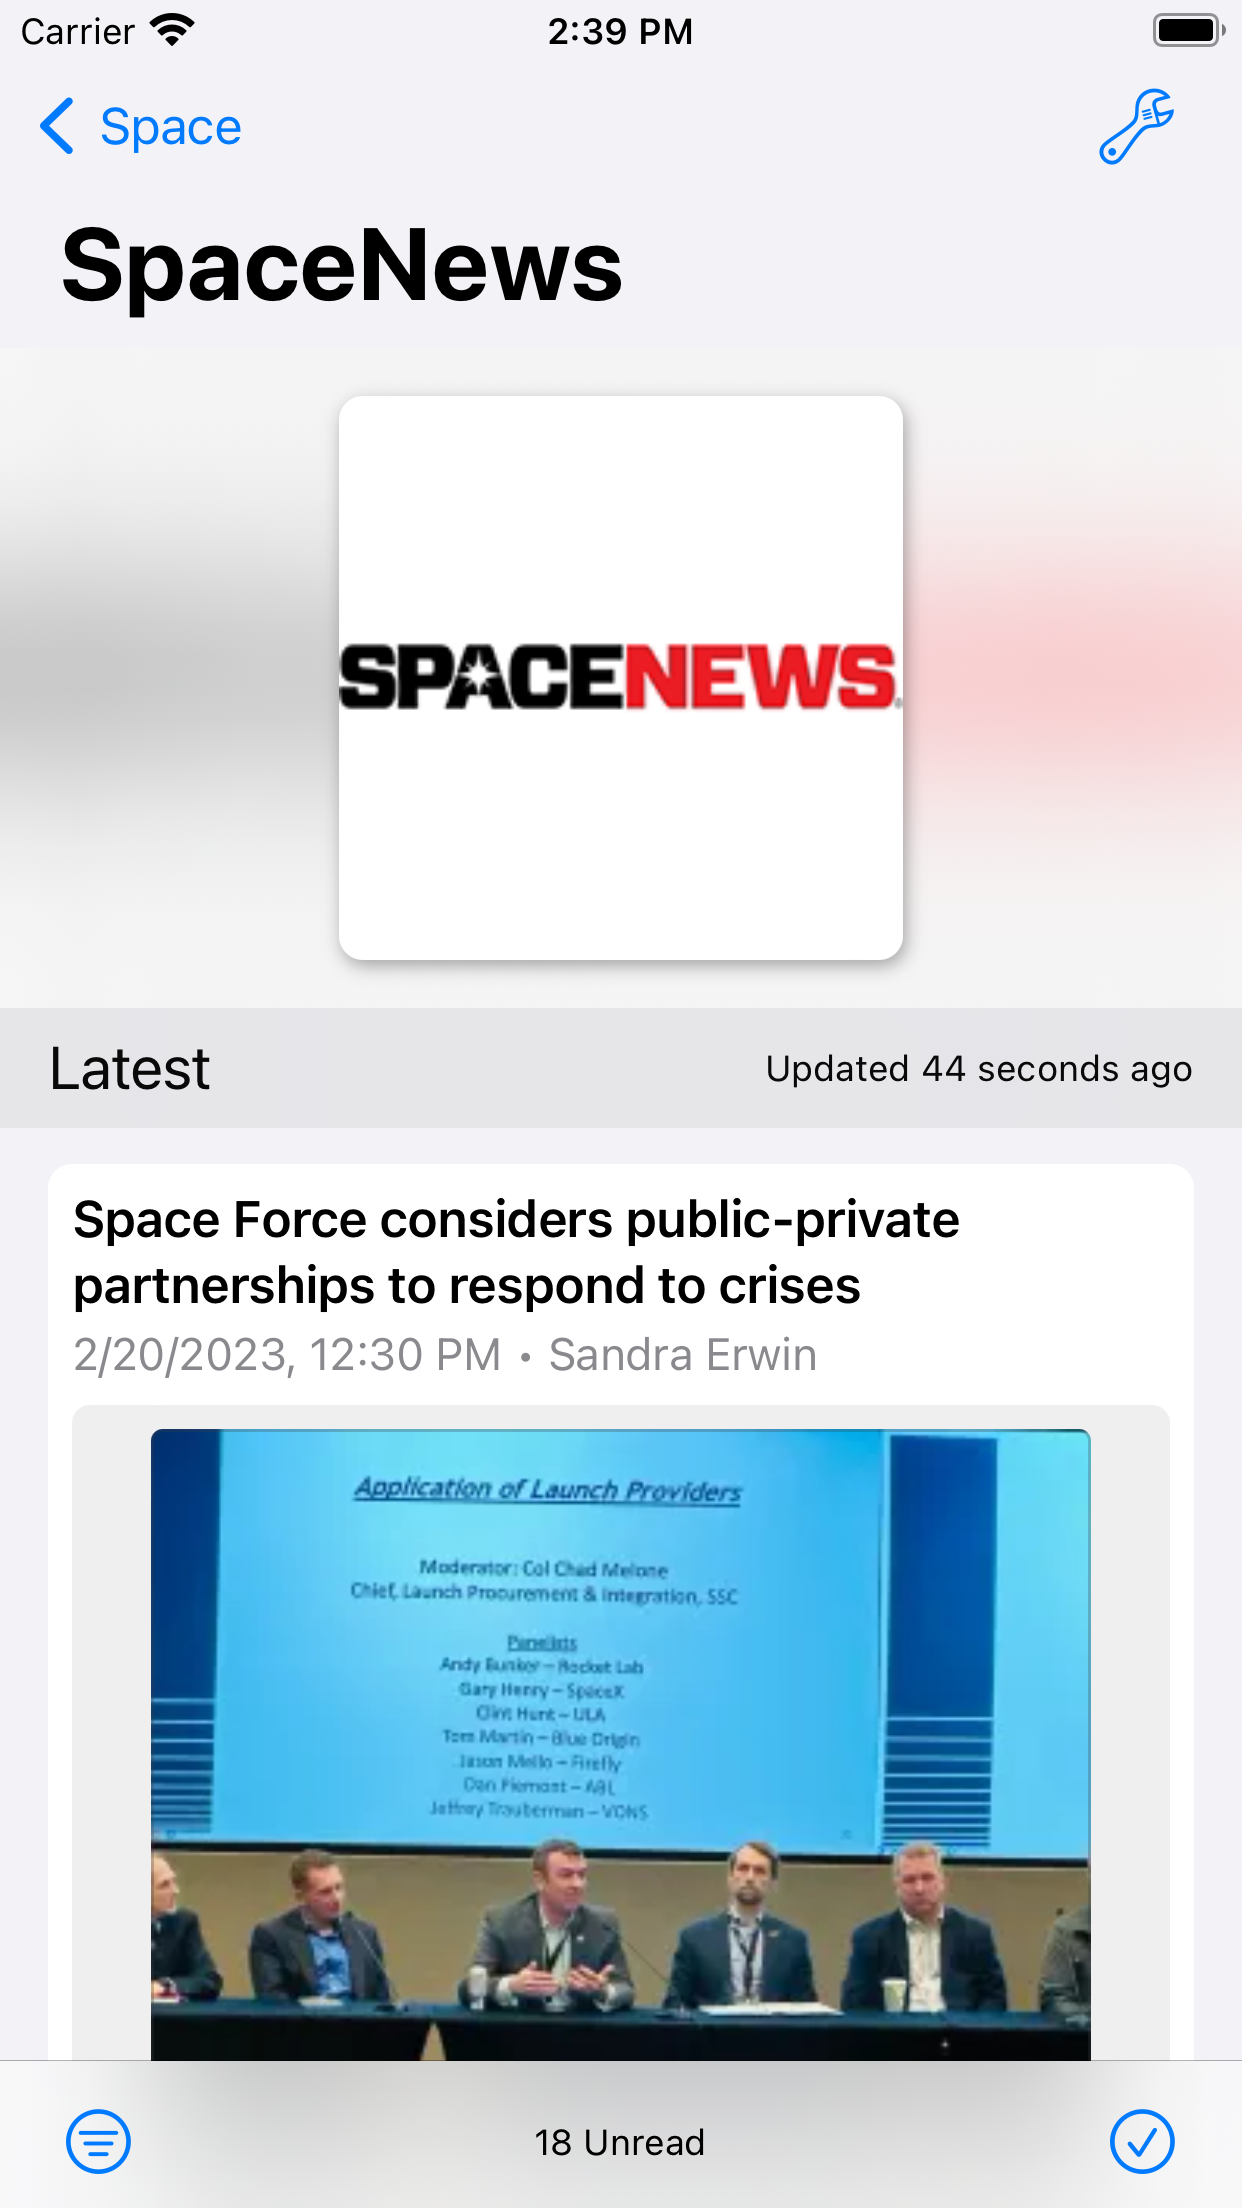 Carrier
2:39 PM
Space
SpaceNews
SPACENEWS®
Latest
Updated 44 seconds ago
Space Force considers public-private
partnerships to respond to crises
2/20/2023, 12:30 PM • Sandra Erwin
Application of Launch Providers
Moderator: Col Chad Melone
Chief, Launch Procurement & Integration, SSC
Panelists
Andy Bunker – Rocket Lab
Gary Henry – SpaceX
Clint Hunt – ULA
Tom Martin – Blue Origin
Jason Mello – Firefly
Dan Piemont – ABL
Jeffrey Trauberman – VONS
18 Unread